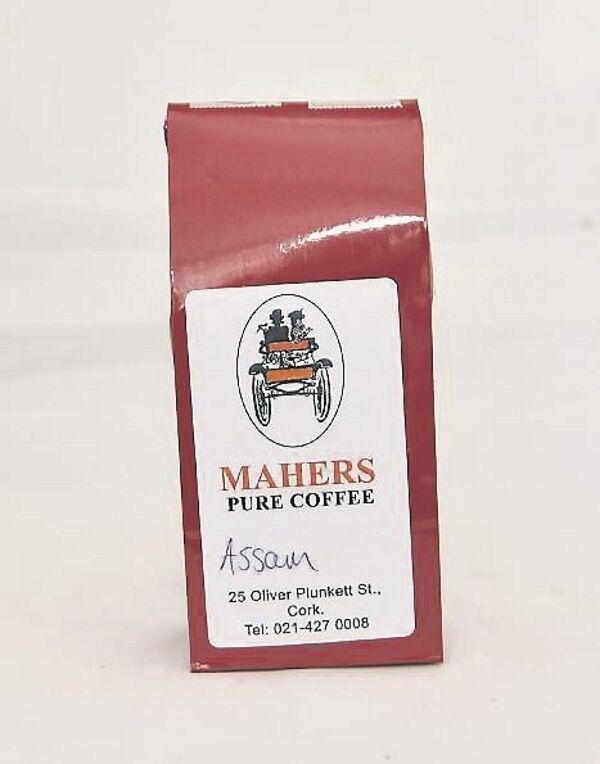 MAHERS
PURE COFFEE
Assam
25 Oliver Plunkett St.,
Cork.
Tel: 021-427 0008